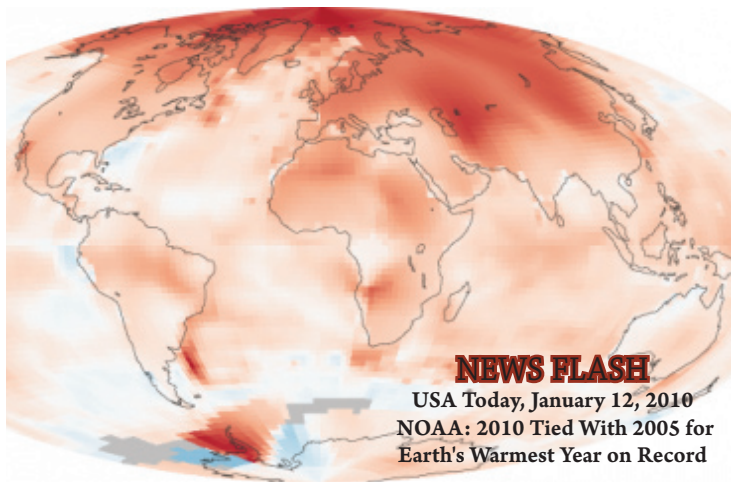 NEWS FLASH
USA Today, January 12, 2010
NOAA: 2010 Tied With 2005 for
Earth's Warmest Year on Record